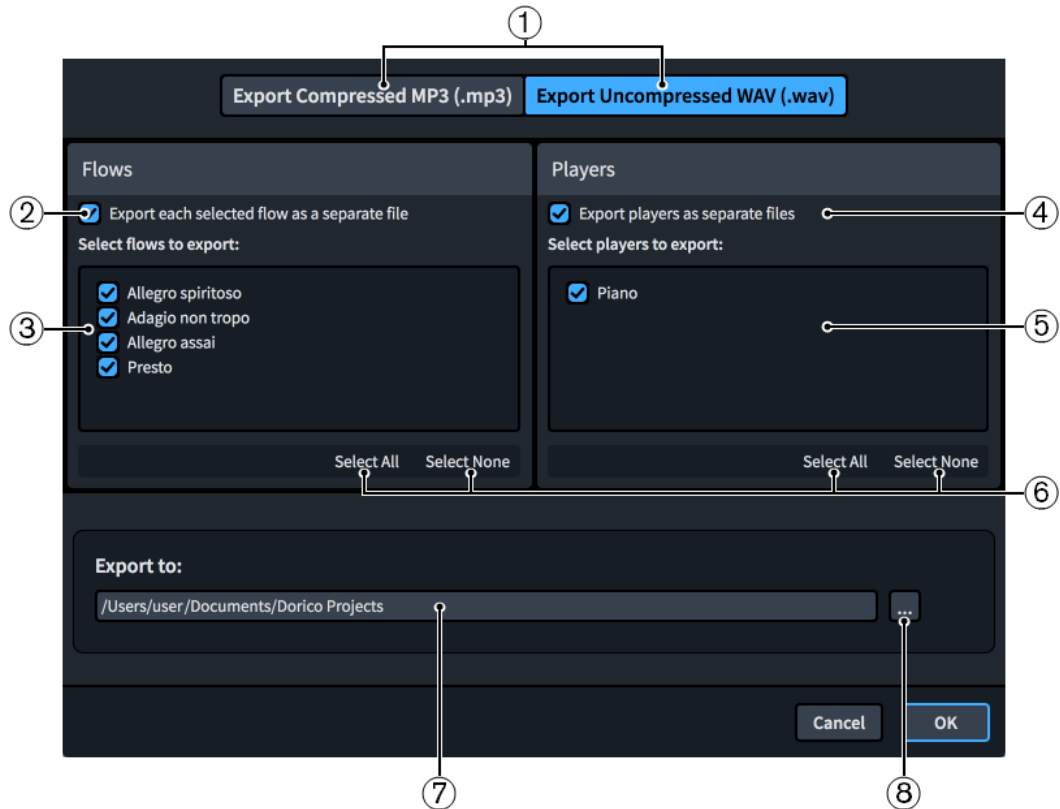 ①
Export Compressed MP3 (.mp3) Export Uncompressed WAV (.wav)
Flows Players
② Export each selected flow as a separate file Export players as separate files ④
Select flows to export: Select players to export:
Allegro spiritoso Piano
Adagio non tropo
③ Allegro assai ⑤
Presto
Select All Select None Select All Select None
⑥
Export to:
/Users/user/Documents/Dorico Projects ...
Cancel OK
⑦ ⑧